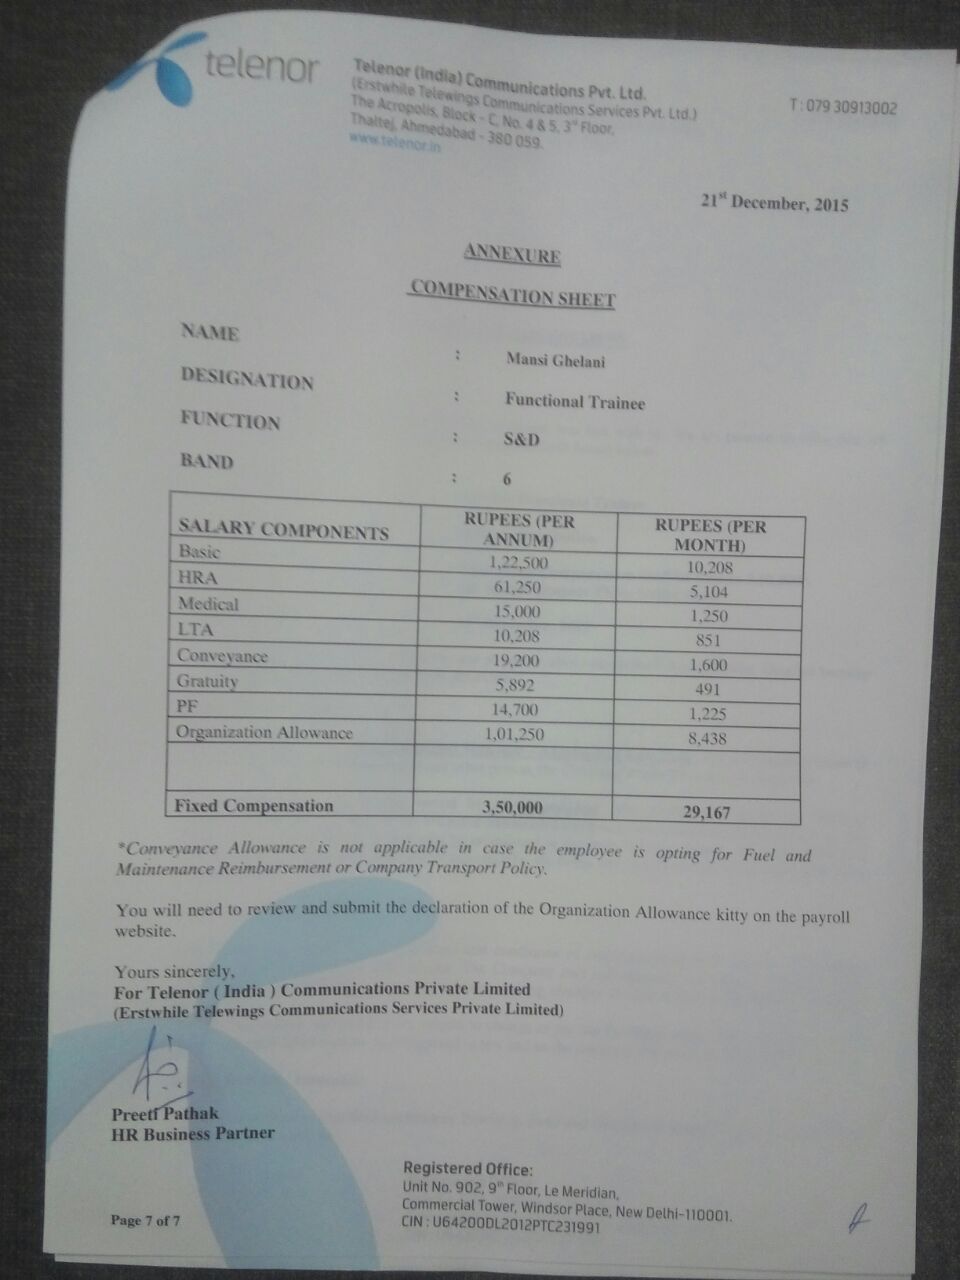 telenor
Telenor (India) Communications Pvt. Ltd.
(Erstwhile Telewings Communications Services Pvt. Ltd.)
The Acropolis, Block - C, No. 4 & 5, 3rd Floor,
Thaltej, Ahmedabad - 380 059.
www.telenor.in
T : 079 30913002
21st December, 2015
ANNEXURE
COMPENSATION SHEET
NAME : Mansi Ghelani
DESIGNATION : Functional Trainee
FUNCTION : S&D
BAND : 6
SALARY COMPONENTS RUPEES (PER ANNUM) RUPEES (PER MONTH)
Basic 1,22,500 10,208
HRA 61,250 5,104
Medical 15,000 1,250
LTA 10,208 851
Conveyance 19,200 1,600
Gratuity 5,892 491
PF 14,700 1,225
Organization Allowance 1,01,250 8,438
Fixed Compensation 3,50,000 29,167
*Conveyance Allowance is not applicable in case the employee is opting for Fuel and
Maintenance Reimbursement or Company Transport Policy.
You will need to review and submit the declaration of the Organization Allowance kitty on the payroll
website.
Yours sincerely,
For Telenor ( India ) Communications Private Limited
(Erstwhile Telewings Communications Services Private Limited)
Preeti Pathak
HR Business Partner
Registered Office:
Unit No. 902, 9th Floor, Le Meridian,
Commercial Tower, Windsor Place, New Delhi-110001.
CIN : U64200DL2012PTC231991
Page 7 of 7